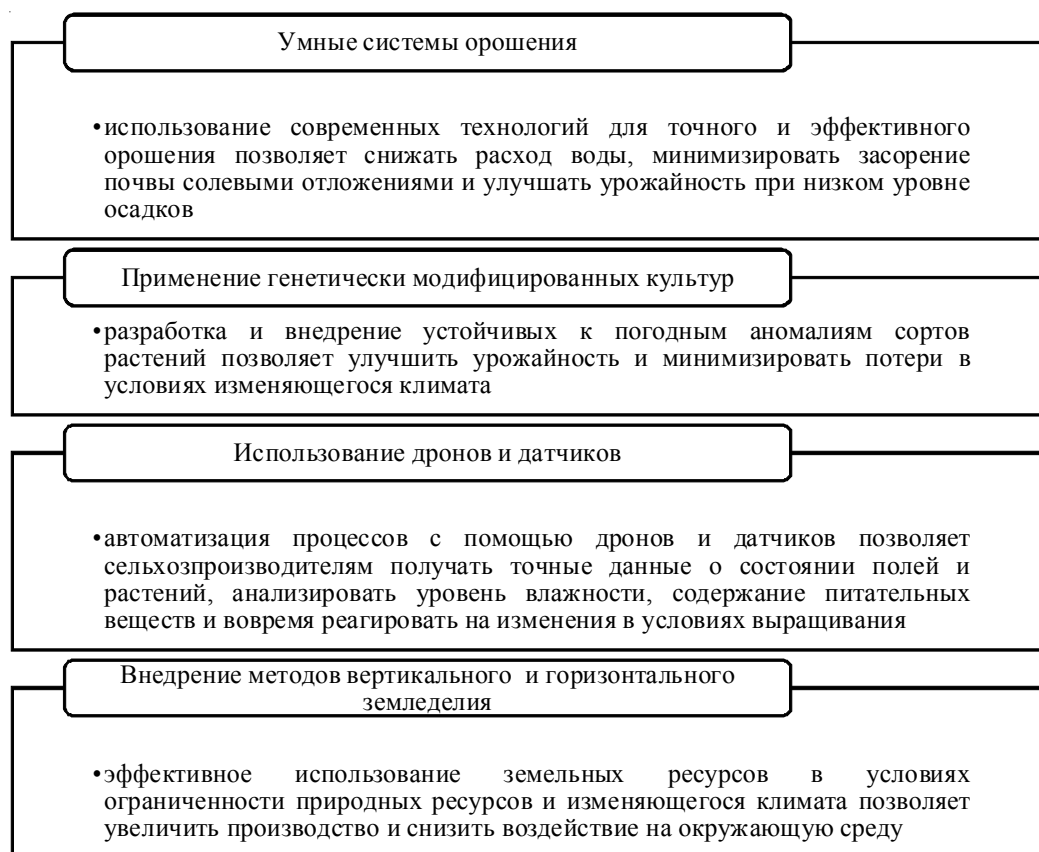 Умные системы орошения
•использование современных технологий для точного и эффективного
орошения позволяет снижать расход воды, минимизировать засорение
почвы солевыми отложениями и улучшать урожайность при низком уровне
осадков
Применение генетически модифицированных культур
•разработка и внедрение устойчивых к погодным аномалиям сортов
растений позволяет улучшить урожайность и минимизировать потери в
условиях изменяющегося климата
Использование дронов и датчиков
•автоматизация процессов с помощью дронов и датчиков позволяет
сельхозпроизводителям получать точные данные о состоянии полей и
растений, анализировать уровень влажности, содержание питательных
веществ и вовремя реагировать на изменения в условиях выращивания
Внедрение методов вертикального и горизонтального
земледелия
•эффективное использование земельных ресурсов в условиях
ограниченности природных ресурсов и изменяющегося климата позволяет
увеличить производство и снизить воздействие на окружающую среду